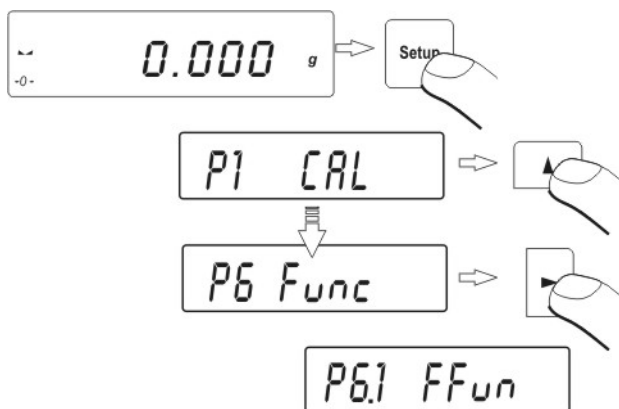 0.000 g
-0-
Setup
P1 CAL
P6 Func
P6.1 FFun